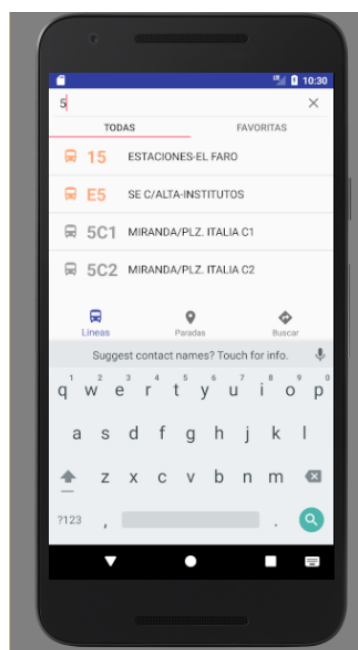 10:30
5
TODAS FAVORITAS
15 ESTACIONES-EL FARO
E5 SE C/ALTA-INSTITUTOS
5C1 MIRANDA/PLZ. ITALIA C1
5C2 MIRANDA/PLZ. ITALIA C2
Líneas Paradas Buscar
Suggest contact names? Touch for info.
1 2 3 4 5 6 7 8 9 0
q w e r t y u i o p
a s d f g h j k l
z x c v b n m
?123 , .